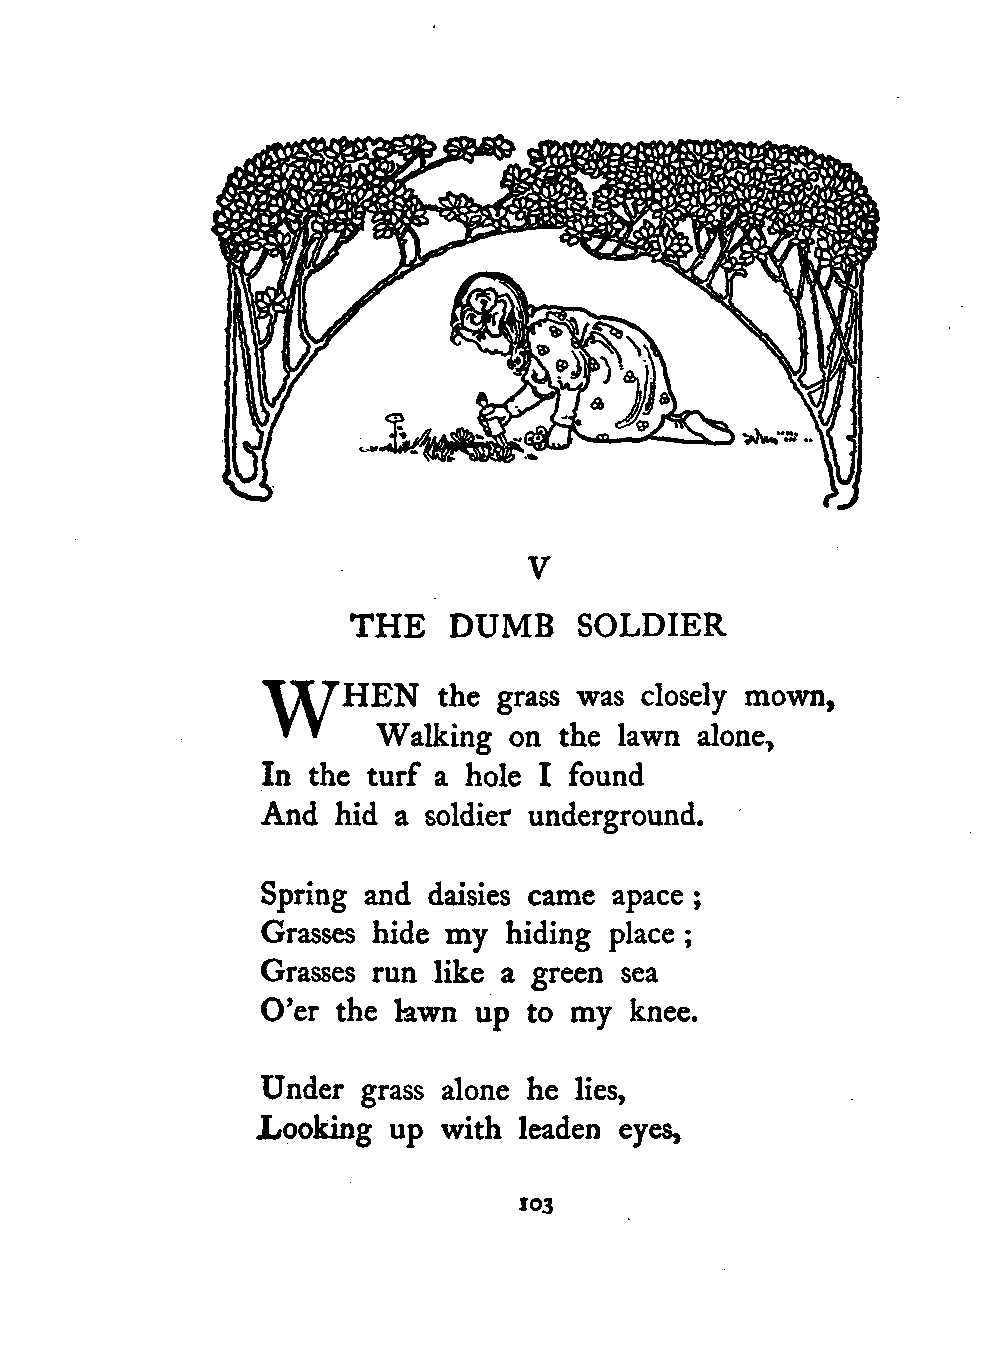 V
THE DUMB SOLDIER
WHEN the grass was closely mown,
Walking on the lawn alone,
In the turf a hole I found
And hid a soldier underground.
Spring and daisies came apace ;
Grasses hide my hiding place ;
Grasses run like a green sea
O'er the lawn up to my knee.
Under grass alone he lies,
Looking up with leaden eyes,
103